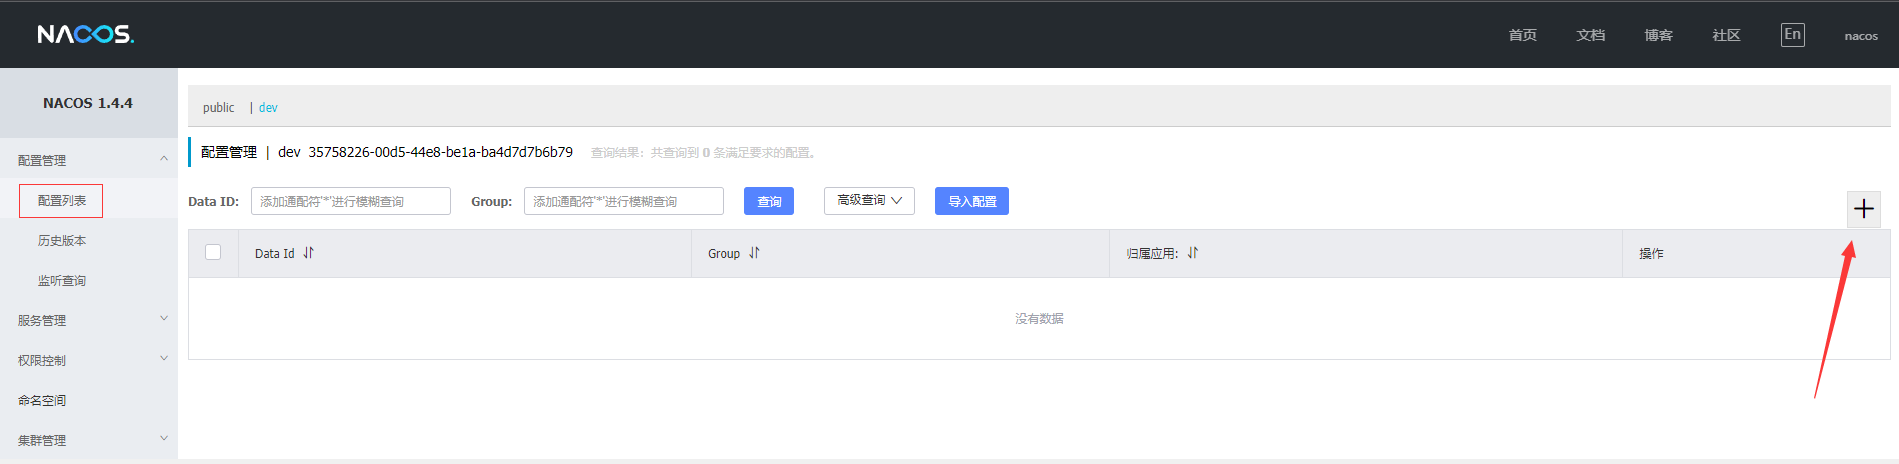 NACOS.
首页 文档 博客 社区 En nacos
NACOS 1.4.4
配置管理
配置列表
历史版本
监听查询
服务管理
权限控制
命名空间
集群管理
public | dev
配置管理 | dev 35758226-00d5-44e8-be1a-ba4d7d7b6b79 查询结果：共查询到 0 条满足要求的配置。
Data ID: 添加通配符'*'进行模糊查询 Group: 添加通配符'*'进行模糊查询 查询 高级查询 导入配置
Data Id Group 归属应用: 操作
没有数据